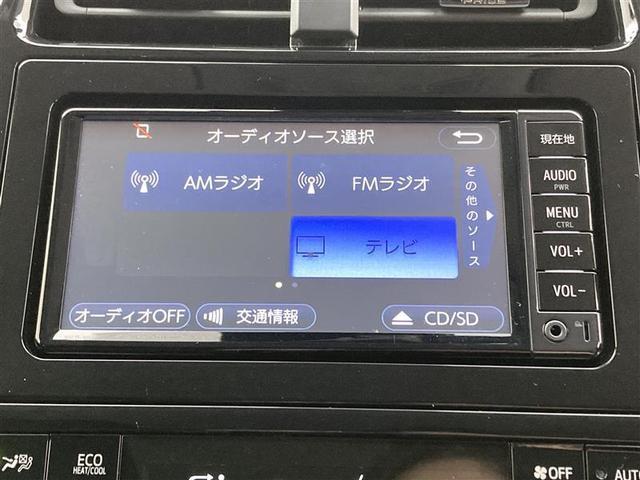 オーディオソース選択
AMラジオ
FMラジオ
その他のソース
テレビ
オーディオOFF
交通情報
CD/SD
現在地
AUDIO
PWR
MENU
CTRL
VOL+
VOL-
ECO
HEAT/COOL
OFF
AUTO